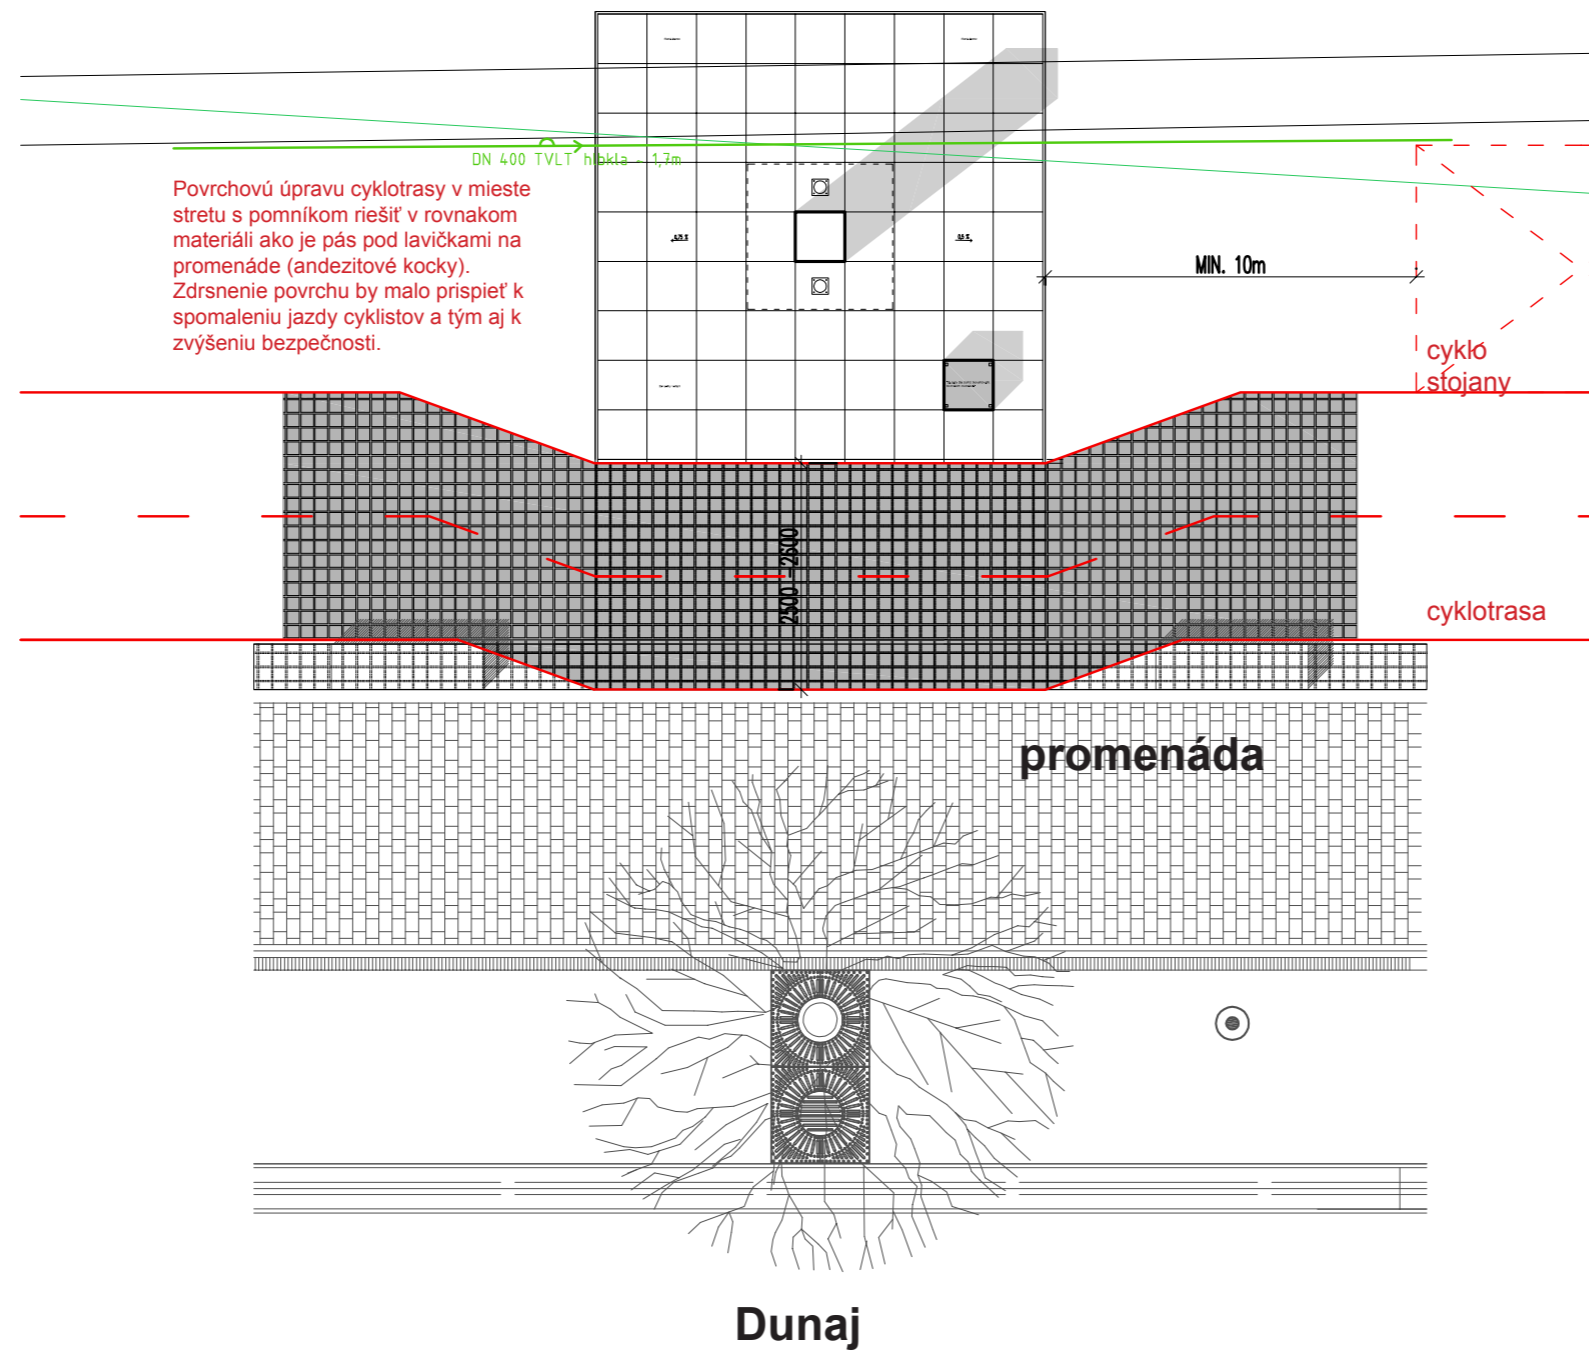 DN 400 TVLT hĺbkla ~ 1,7m
Povrchovú úpravu cyklotrasy v mieste
stretu s pomníkom riešiť v rovnakom
materiáli ako je pás pod lavičkami na
promenáde (andezitové kocky).
Zdrsnenie povrchu by malo prispieť k
spomaleniu jazdy cyklistov a tým aj k
zvýšeniu bezpečnosti.
MIN. 10m
cyklo
stojany
2500 - 2600
cyklotrasa
promenáda
Dunaj